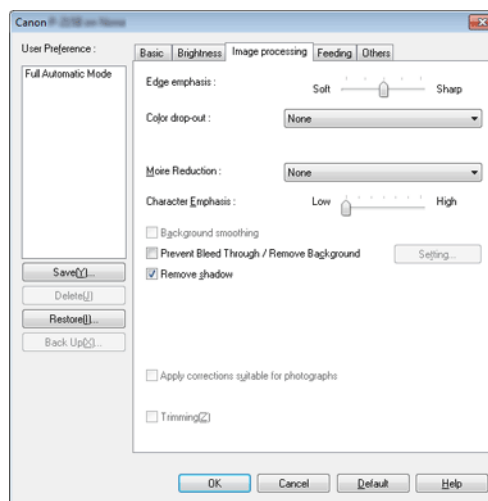 Canon
User Preference :
Full Automatic Mode
Save(Y)...
Delete(J)
Restore(I)...
Back Up(X)...
Basic Brightness Image processing Feeding Others
Edge emphasis :
Soft Sharp
Color drop-out :
None
Moire Reduction :
None
Character Emphasis :
Low High
Background smoothing
Prevent Bleed Through / Remove Background
Setting...
Remove shadow
Apply corrections suitable for photographs
Trimming(Z)
OK Cancel Default Help